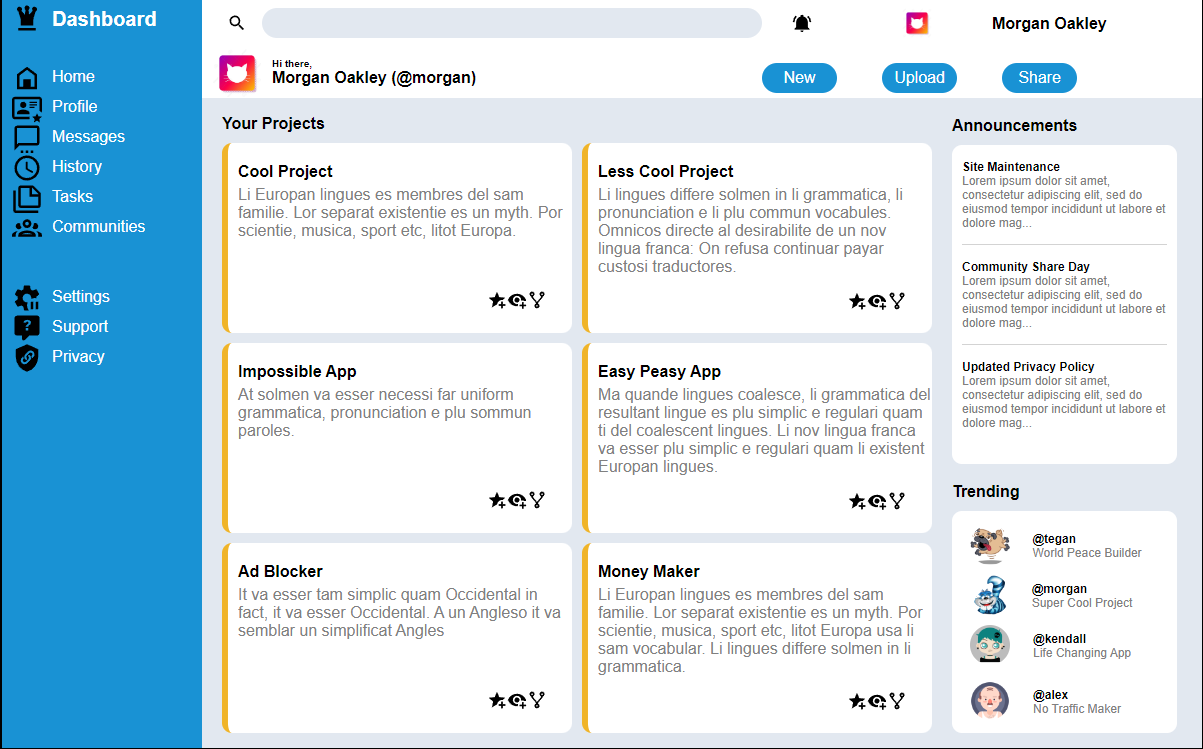 Dashboard
Home
Profile
Messages
History
Tasks
Communities
Settings
Support
Privacy
Morgan Oakley
Hi there,
Morgan Oakley (@morgan)
New
Upload
Share
Your Projects
Cool Project
Li Europan lingues es membres del sam
familie. Lor separat existentie es un myth. Por
scientie, musica, sport etc, litot Europa.
Less Cool Project
Li lingues differe solmen in li grammatica, li
pronunciation e li plu commun vocabules.
Omnicos directe al desirabilite de un nov
lingua franca: On refusa continuar payar
custosi traductores.
Impossible App
At solmen va esser necessi far uniform
grammatica, pronunciation e plu sommun
paroles.
Easy Peasy App
Ma quande lingues coalesce, li grammatica del
resultant lingue es plu simplic e regulari quam
ti del coalescent lingues. Li nov lingua franca
va esser plu simplic e regulari quam li existent
Europan lingues.
Ad Blocker
It va esser tam simplic quam Occidental in
fact, it va esser Occidental. A un Angleso it va
semblar un simplificat Angles
Money Maker
Li Europan lingues es membres del sam
familie. Lor separat existentie es un myth. Por
scientie, musica, sport etc, litot Europa usa li
sam vocabular. Li lingues differe solmen in li
grammatica.
Announcements
Site Maintenance
Lorem ipsum dolor sit amet,
consectetur adipiscing elit, sed do
eiusmod tempor incididunt ut labore et
dolore mag...
Community Share Day
Lorem ipsum dolor sit amet,
consectetur adipiscing elit, sed do
eiusmod tempor incididunt ut labore et
dolore mag...
Updated Privacy Policy
Lorem ipsum dolor sit amet,
consectetur adipiscing elit, sed do
eiusmod tempor incididunt ut labore et
dolore mag...
Trending
@tegan
World Peace Builder
@morgan
Super Cool Project
@kendall
Life Changing App
@alex
No Traffic Maker